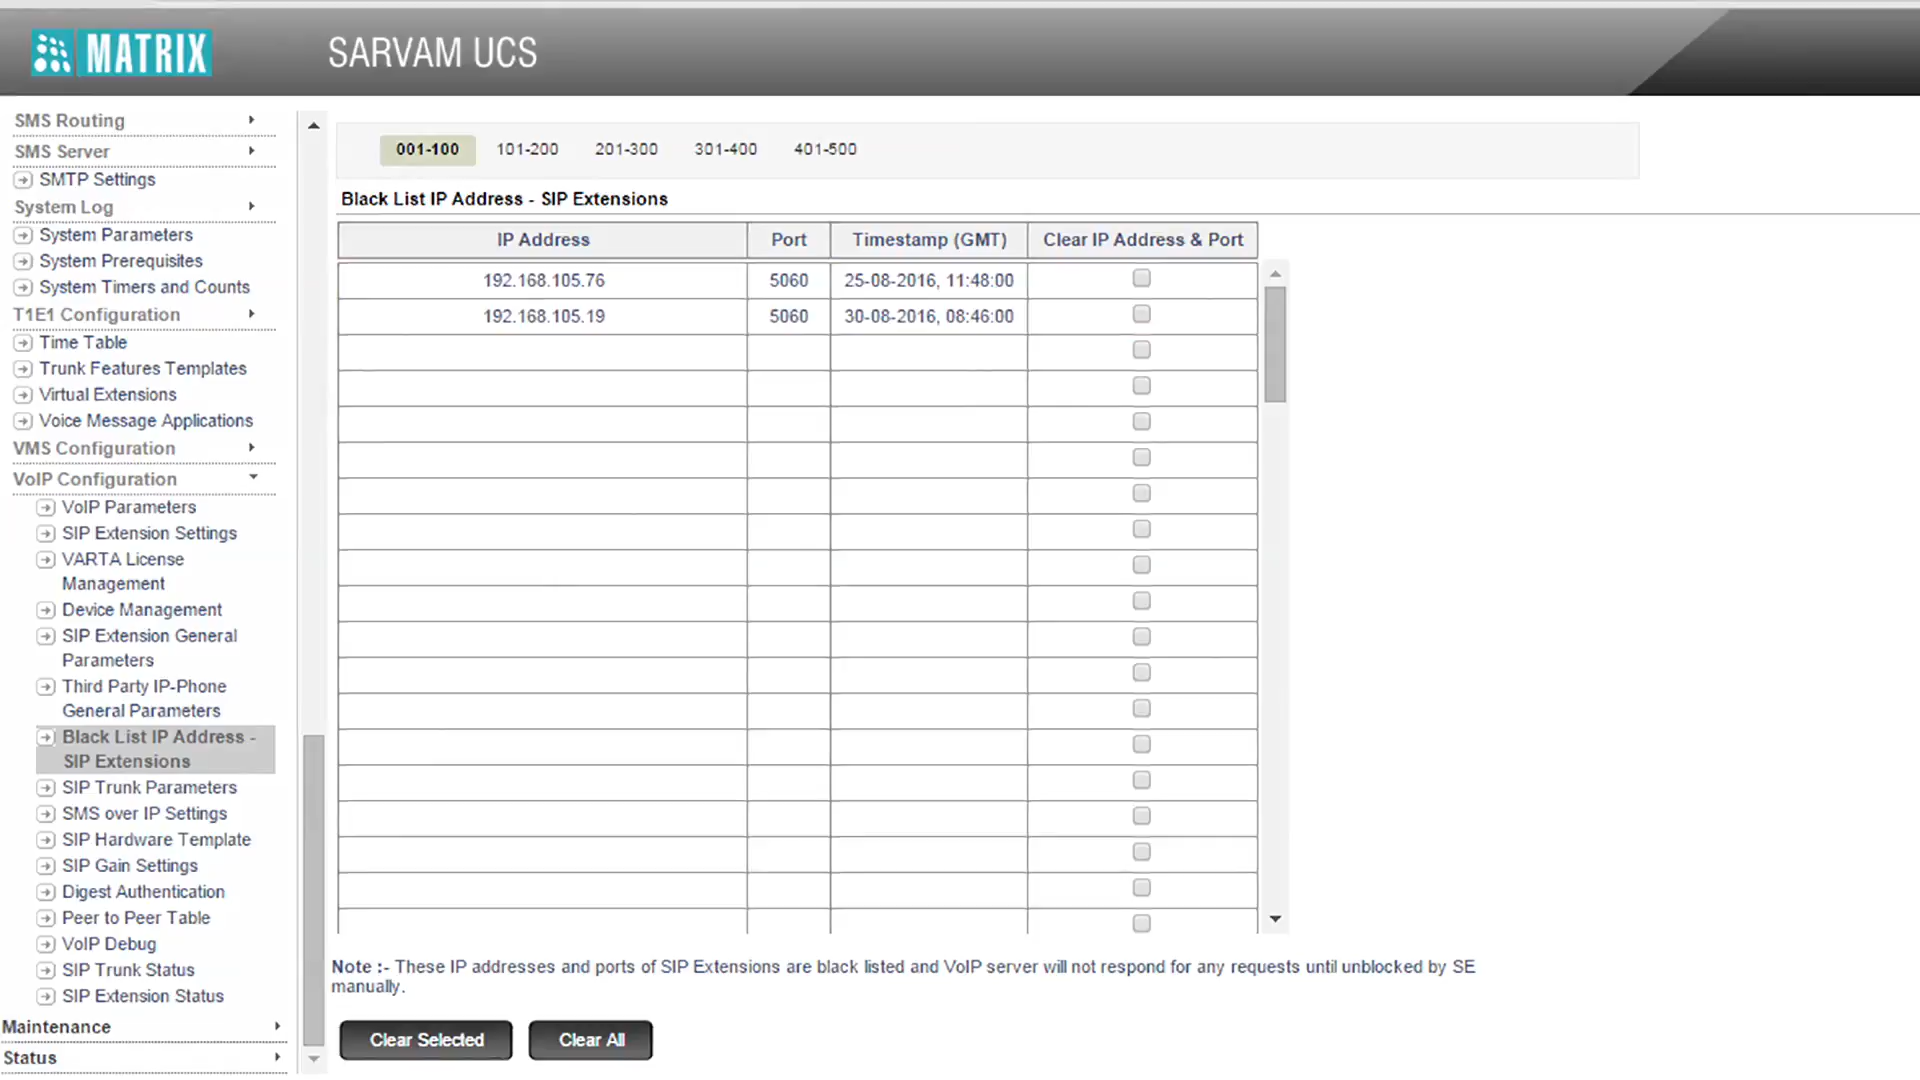 MATRIX
SARVAM UCS
SMS Routing
SMS Server
SMTP Settings
System Log
System Parameters
System Prerequisites
System Timers and Counts
T1E1 Configuration
Time Table
Trunk Features Templates
Virtual Extensions
Voice Message Applications
VMS Configuration
VoIP Configuration
VoIP Parameters
SIP Extension Settings
VARTA License
Management
Device Management
SIP Extension General
Parameters
Third Party IP-Phone
General Parameters
Black List IP Address -
SIP Extensions
SIP Trunk Parameters
SMS over IP Settings
SIP Hardware Template
SIP Gain Settings
Digest Authentication
Peer to Peer Table
VoIP Debug
SIP Trunk Status
SIP Extension Status
Maintenance
Status
001-100 101-200 201-300 301-400 401-500
Black List IP Address - SIP Extensions
IP Address Port Timestamp (GMT) Clear IP Address & Port
192.168.105.76 5060 25-08-2016, 11:48:00
192.168.105.19 5060 30-08-2016, 08:46:00
Note :- These IP addresses and ports of SIP Extensions are black listed and VoIP server will not respond for any requests until unblocked by SE
manually.
Clear Selected Clear All